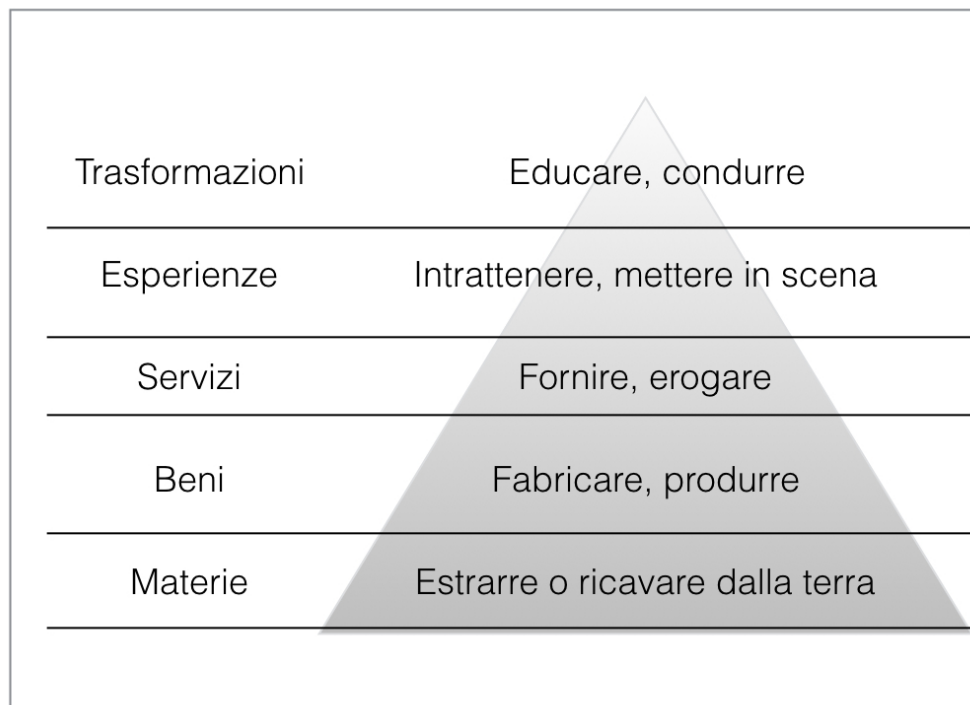 Trasformazioni Educare, condurre
Esperienze Intrattenere, mettere in scena
Servizi Fornire, erogare
Beni Fabricare, produrre
Materie Estrarre o ricavare dalla terra